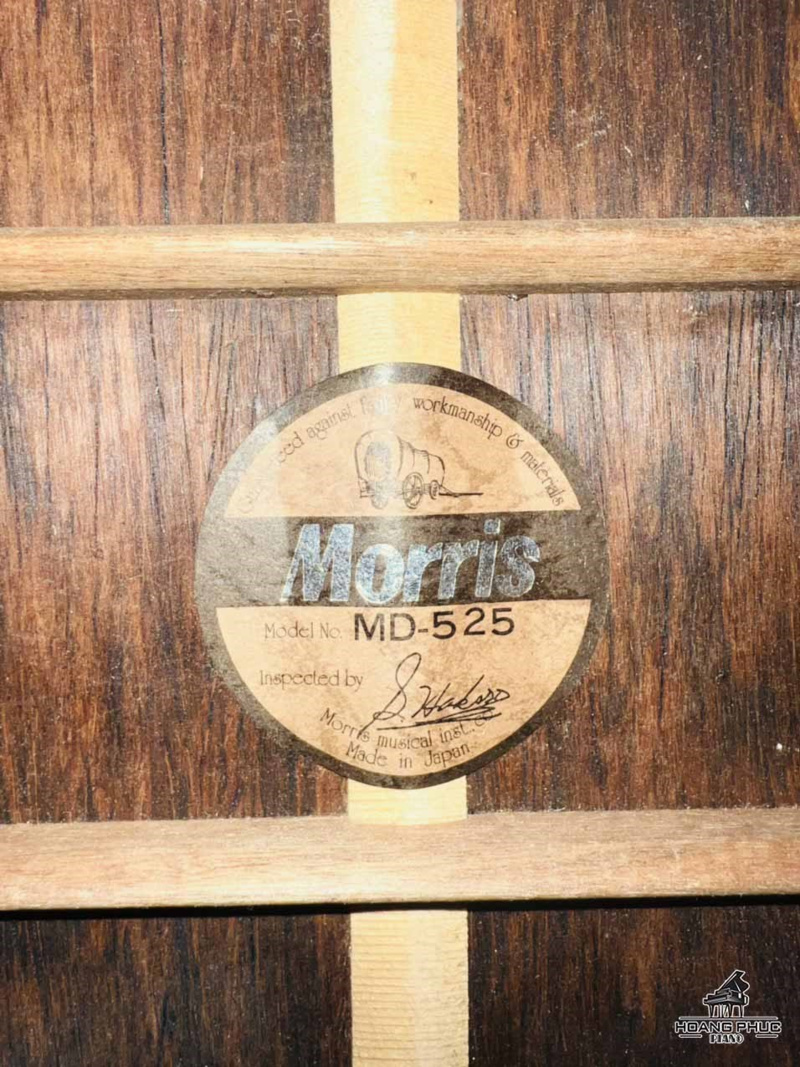 against workmanship & materials
Morris
Model No. MD-525
Inspected by
Morris musical inst. co
Made in Japan
HOANG PHUC
PIANO